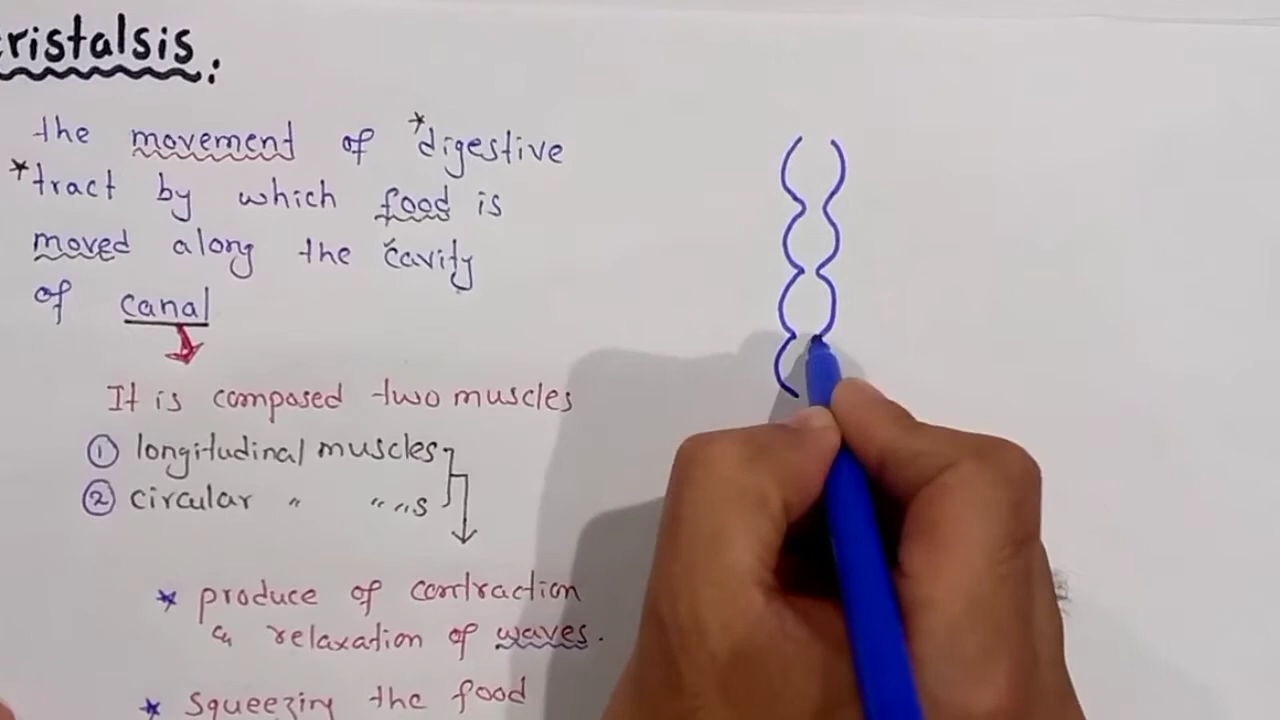 eristalsis:
the movement of *digestive
*tract by which food is
moved along the cavity
of canal
It is composed two muscles
① longitudinal muscles
② circular " " "s
* produce of contraction
& relaxation of waves.
* squeezing the food